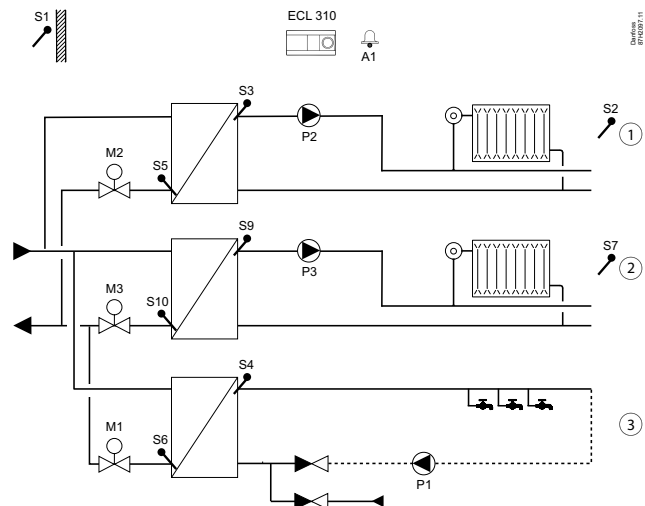 S1
ECL 310
A1
Danfoss
87H2097.11
S3
P2
S2
1
M2
S5
S9
P3
S7
2
M3
S10
S4
3
M1
S6
P1